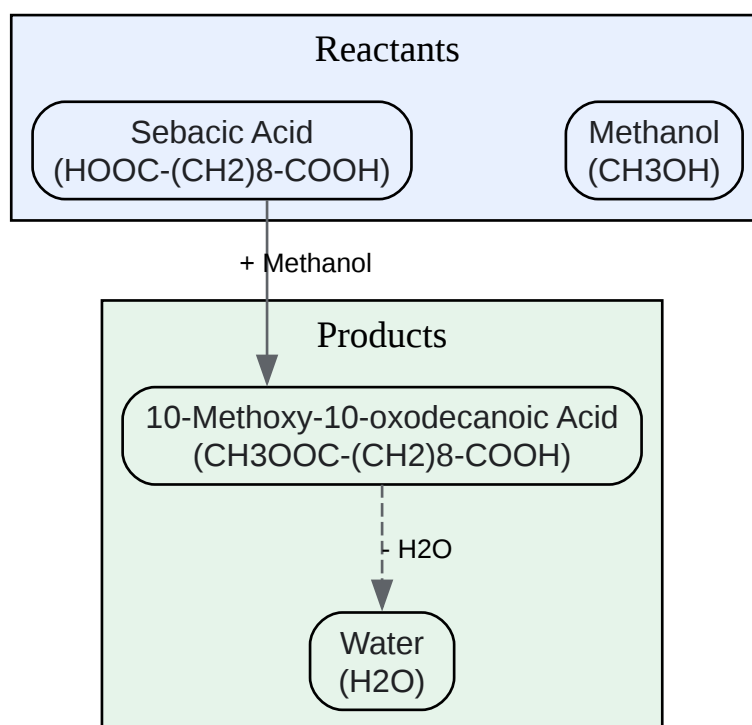 Reactants
Sebacic Acid
(HOOC-(CH2)8-COOH)
Methanol
(CH3OH)
+ Methanol
Products
10-Methoxy-10-oxodecanoic Acid
(CH3OOC-(CH2)8-COOH)
- H2O
Water
(H2O)